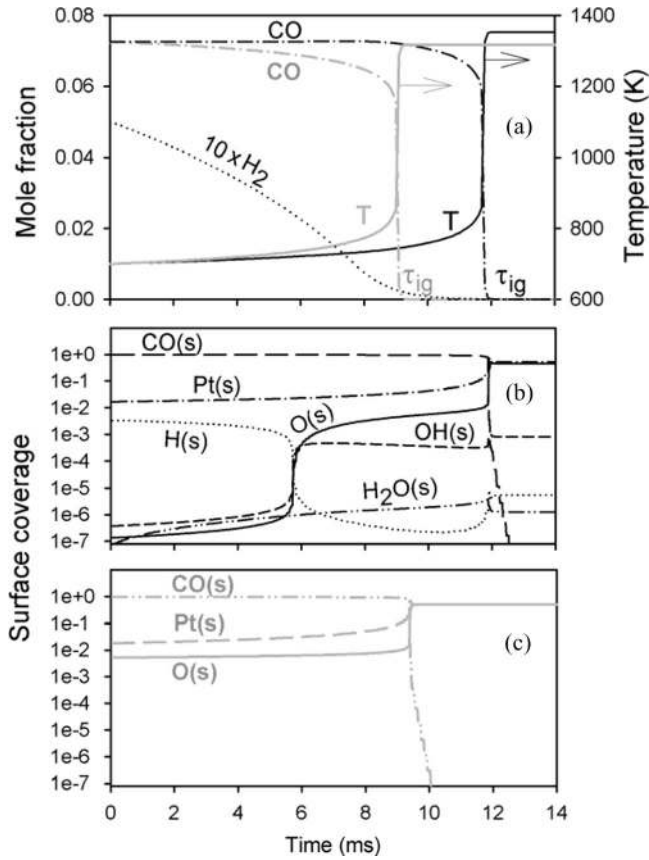 0.08
0.06
0.04
0.02
0.00
Mole fraction
CO
CO
10 x H2
T
T
τig
τig
(a)
1400
1200
1000
800
600
Temperature (K)
1e+0
1e-1
1e-2
1e-3
1e-4
1e-5
1e-6
1e-7
CO(s)
Pt(s)
O(s)
(b)
H(s)
OH(s)
H2O(s)
Surface coverage
1e+0
1e-1
1e-2
1e-3
1e-4
1e-5
1e-6
1e-7
CO(s)
Pt(s)
O(s)
(c)
0 2 4 6 8 10 12 14
Time (ms)